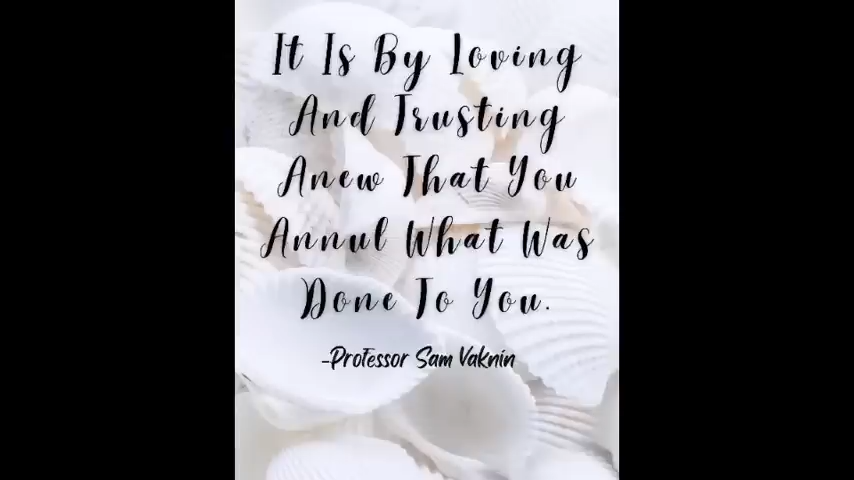 It Is By Loving
And Trusting
Anew That You
Annul What Was
Done To You.
-Professor Sam Vaknin